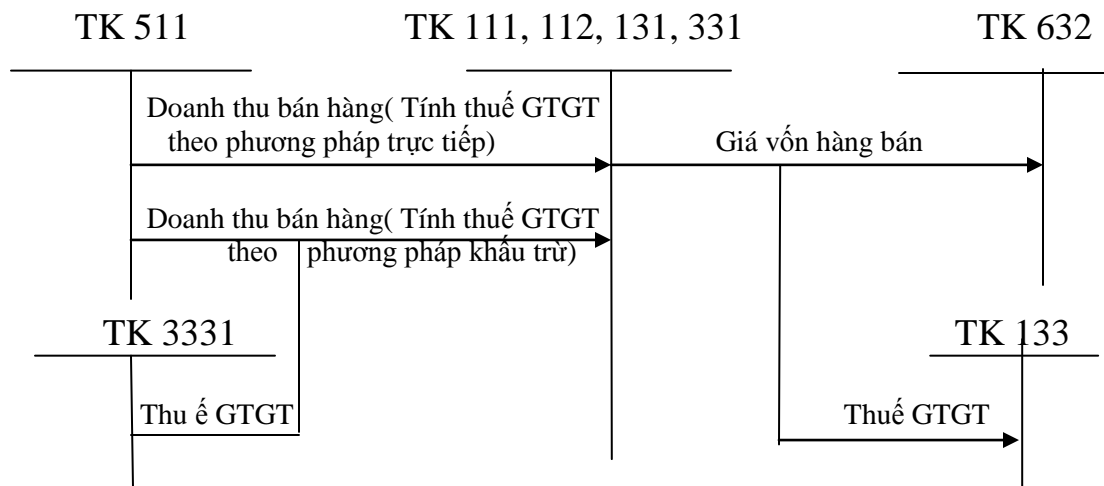 TK 511
TK 111, 112, 131, 331
TK 632
Doanh thu bán hàng( Tính thuế GTGT
theo phương pháp trực tiếp)
Giá vốn hàng bán
Doanh thu bán hàng( Tính thuế GTGT
theo phương pháp khấu trừ)
TK 3331
TK 133
Thu ế GTGT
Thuế GTGT